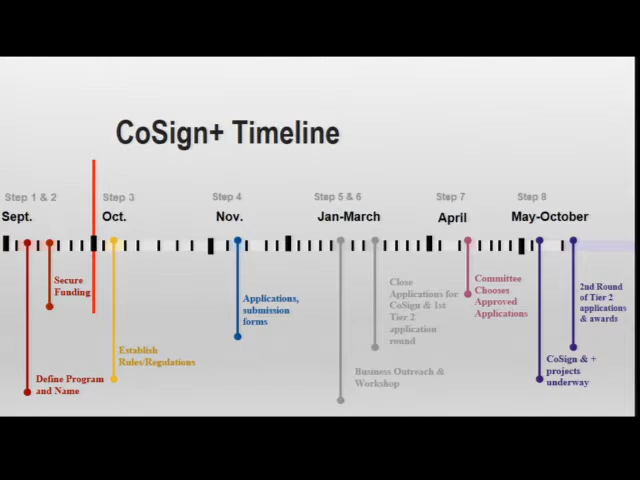 CoSign+ Timeline
Step 1 & 2
Step 3
Step 4
Step 5 & 6
Step 7
Step 8
Sept.
Oct.
Nov.
Jan-March
April
May-October
Secure
Funding
Define Program
and Name
Establish
Rules/Regulations
Applications,
submission
forms
Close
Applications for
CoSign & 1st
Tier 2
application
round
Business Outreach &
Workshop
Committee
Chooses
Approved
Applications
2nd Round
of Tier 2
applications
& awards
CoSign & +
projects
underway